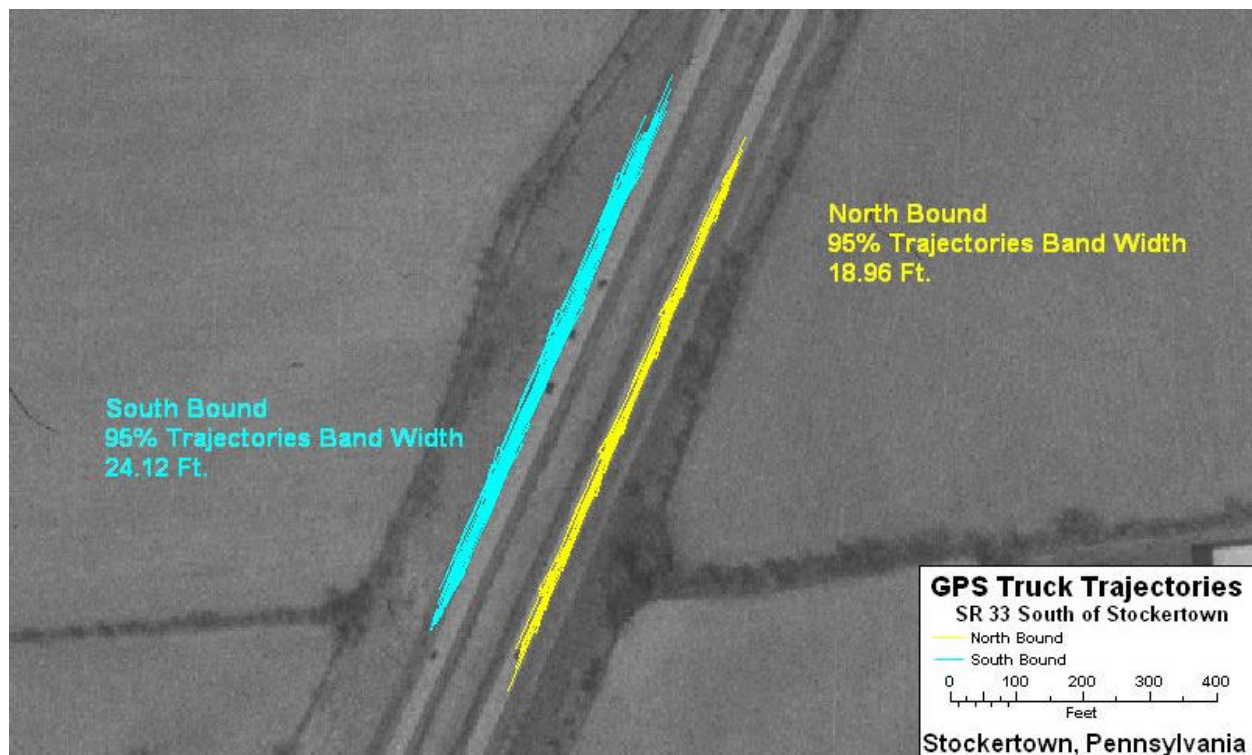 North Bound
95% Trajectories Band Width
18.96 Ft.
South Bound
95% Trajectories Band Width
24.12 Ft.
GPS Truck Trajectories
SR 33 South of Stockertown
North Bound
South Bound
0 100 200 300 400
Feet
Stockertown, Pennsylvania